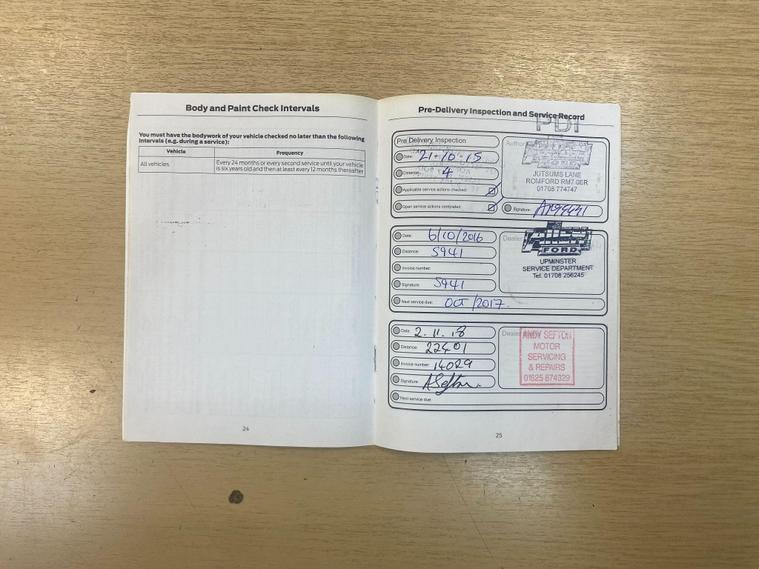 Body and Paint Check Intervals
You must have the bodywork of your vehicle checked no later than the following
intervals (e.g. during a service):
Vehicle Frequency
All vehicles Every 24 months or every second service until your vehicle
is six years old and then at least every 12 months thereafter
24
Pre-Delivery Inspection and Service Record
PDI
Pre Delivery Inspection
Date: 21-10-15
Distance: 4
Applicable service actions checked:
Open service actions completed:
JUTSUMS LANE
ROMFORD RM7 0ER
01708 774747
Signature:
Date: 6/10/2016
Distance: 5941
Invoice number:
Signature: 5941
Next service due: OCT /2017
FORD
UPMINSTER
SERVICE DEPARTMENT
Tel. 01708 256245
Date: 2.11.18
Distance: 22401
Invoice number: 14029
Signature: ASefton
Next service due:
ANDY SEFTON
MOTOR
SERVICING
& REPAIRS
01625 874329
25